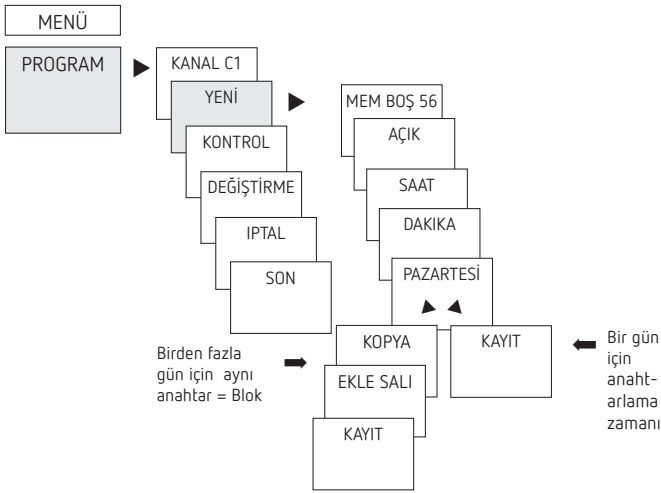 MENÜ
PROGRAM
KANAL C1
YENİ
KONTROL
DEĞİŞTİRME
IPTAL
SON
MEM BOŞ 56
AÇIK
SAAT
DAKIKA
PAZARTESİ
KOPYA
EKLE SALI
KAYIT
KAYIT
Birden fazla
gün için aynı
anahtar = Blok
Bir gün
için
anaht-
arlama
zamanı